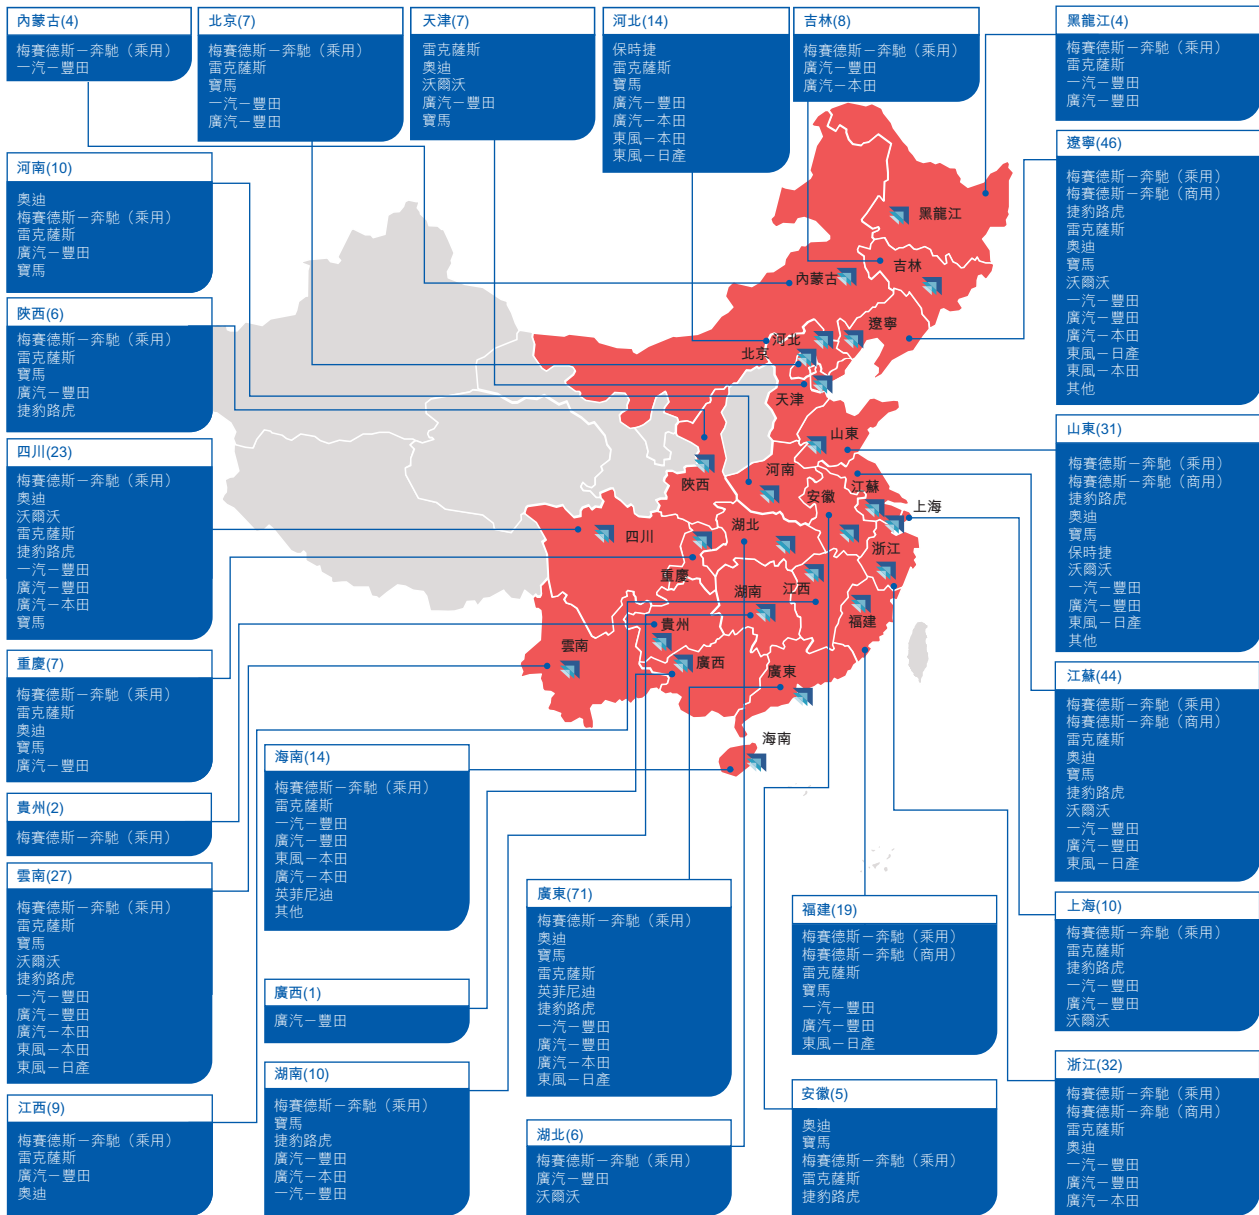 內蒙古(4)
梅賽德斯－奔馳（乘用）
一汽－豐田
北京(7)
梅賽德斯－奔馳（乘用）
雷克薩斯
寶馬
一汽－豐田
廣汽－豐田
天津(7)
雷克薩斯
奧迪
沃爾沃
廣汽－豐田
寶馬
河北(14)
保時捷
雷克薩斯
寶馬
廣汽－豐田
廣汽－本田
東風－本田
東風－日產
吉林(8)
梅賽德斯－奔馳（乘用）
廣汽－豐田
廣汽－本田
黑龍江(4)
梅賽德斯－奔馳（乘用）
雷克薩斯
一汽－豐田
廣汽－豐田
河南(10)
奧迪
梅賽德斯－奔馳（乘用）
雷克薩斯
廣汽－豐田
寶馬
遼寧(46)
梅賽德斯－奔馳（乘用）
梅賽德斯－奔馳（商用）
捷豹路虎
雷克薩斯
奧迪
寶馬
沃爾沃
一汽－豐田
廣汽－豐田
廣汽－本田
東風－日產
東風－本田
其他
陝西(6)
梅賽德斯－奔馳（乘用）
雷克薩斯
寶馬
廣汽－豐田
捷豹路虎
四川(23)
梅賽德斯－奔馳（乘用）
奧迪
沃爾沃
雷克薩斯
捷豹路虎
一汽－豐田
廣汽－豐田
廣汽－本田
寶馬
山東(31)
梅賽德斯－奔馳（乘用）
梅賽德斯－奔馳（商用）
捷豹路虎
奧迪
寶馬
保時捷
沃爾沃
一汽－豐田
廣汽－豐田
東風－日產
其他
黑龍江
吉林
內蒙古
遼寧
河北
北京
天津
山東
河南
陝西
安徽
江蘇
上海
湖北
四川
浙江
重慶
湖南
江西
福建
貴州
雲南
廣西
廣東
海南
重慶(7)
梅賽德斯－奔馳（乘用）
雷克薩斯
奧迪
寶馬
廣汽－豐田
江蘇(44)
梅賽德斯－奔馳（乘用）
梅賽德斯－奔馳（商用）
雷克薩斯
奧迪
寶馬
捷豹路虎
沃爾沃
一汽－豐田
廣汽－豐田
東風－日產
貴州(2)
梅賽德斯－奔馳（乘用）
海南(14)
梅賽德斯－奔馳（乘用）
雷克薩斯
一汽－豐田
廣汽－豐田
東風－本田
廣汽－本田
英菲尼迪
其他
雲南(27)
梅賽德斯－奔馳（乘用）
雷克薩斯
寶馬
沃爾沃
捷豹路虎
一汽－豐田
廣汽－豐田
廣汽－本田
東風－本田
東風－日產
廣東(71)
梅賽德斯－奔馳（乘用）
奧迪
寶馬
雷克薩斯
英菲尼迪
捷豹路虎
一汽－豐田
廣汽－豐田
廣汽－本田
東風－日產
福建(19)
梅賽德斯－奔馳（乘用）
梅賽德斯－奔馳（商用）
雷克薩斯
寶馬
一汽－豐田
廣汽－豐田
東風－日產
上海(10)
梅賽德斯－奔馳（乘用）
雷克薩斯
捷豹路虎
一汽－豐田
廣汽－豐田
沃爾沃
廣西(1)
廣汽－豐田
江西(9)
梅賽德斯－奔馳（乘用）
雷克薩斯
廣汽－豐田
奧迪
湖南(10)
梅賽德斯－奔馳（乘用）
寶馬
捷豹路虎
廣汽－豐田
廣汽－本田
一汽－豐田
湖北(6)
梅賽德斯－奔馳（乘用）
廣汽－豐田
沃爾沃
安徽(5)
奧迪
寶馬
梅賽德斯－奔馳（乘用）
雷克薩斯
捷豹路虎
浙江(32)
梅賽德斯－奔馳（乘用）
梅賽德斯－奔馳（商用）
雷克薩斯
奧迪
一汽－豐田
廣汽－豐田
廣汽－本田